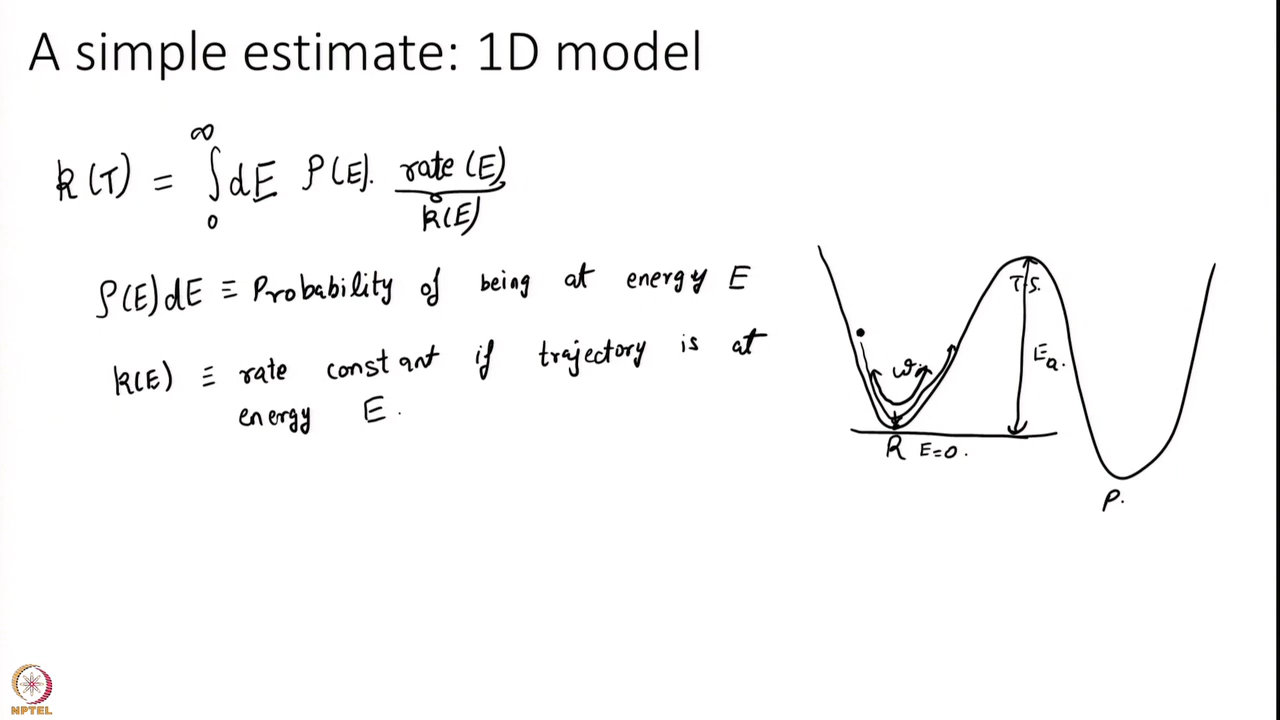 A simple estimate: 1D model
k(T) = ∫₀^∞ dE ρ(E). rate(E)
k(E)
ρ(E)dE ≡ Probability of being at energy E
k(E) ≡ rate constant if trajectory is at
energy E.
T.S.
Ea.
ω
R E=0.
P.
NPTEL